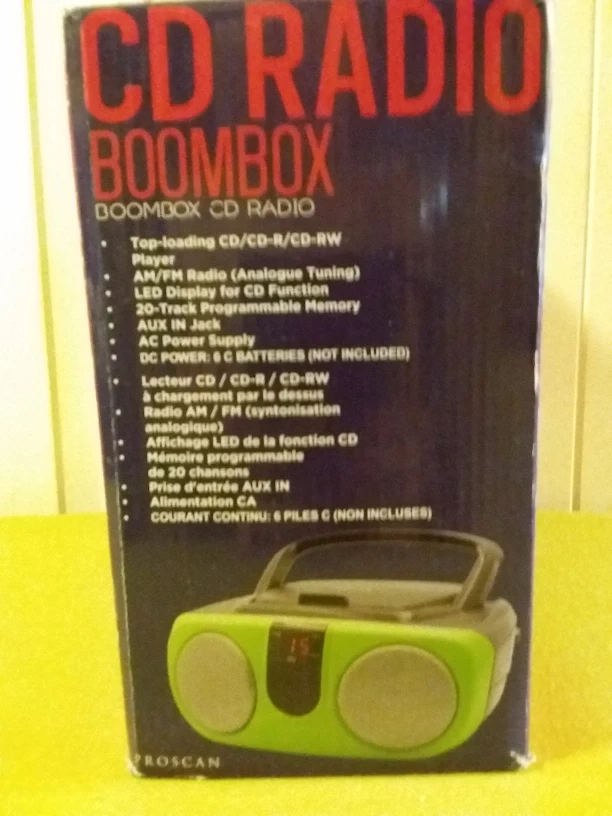 CD RADIO
BOOMBOX
BOOMBOX CD RADIO
• Top-loading CD/CD-R/CD-RW
Player
• AM/FM Radio (Analogue Tuning)
• LED Display for CD Function
• 20-Track Programmable Memory
• AUX IN Jack
• AC Power Supply
• DC POWER: 6 C BATTERIES (NOT INCLUDED)
• Lecteur CD / CD-R / CD-RW
à chargement par le dessus
• Radio AM / FM (syntonisation
analogique)
• Affichage LED de la fonction CD
• Mémoire programmable
de 20 chansons
• Prise d'entrée AUX IN
• Alimentation CA
• COURANT CONTINU: 6 PILES C (NON INCLUSES)
15
PROSCAN